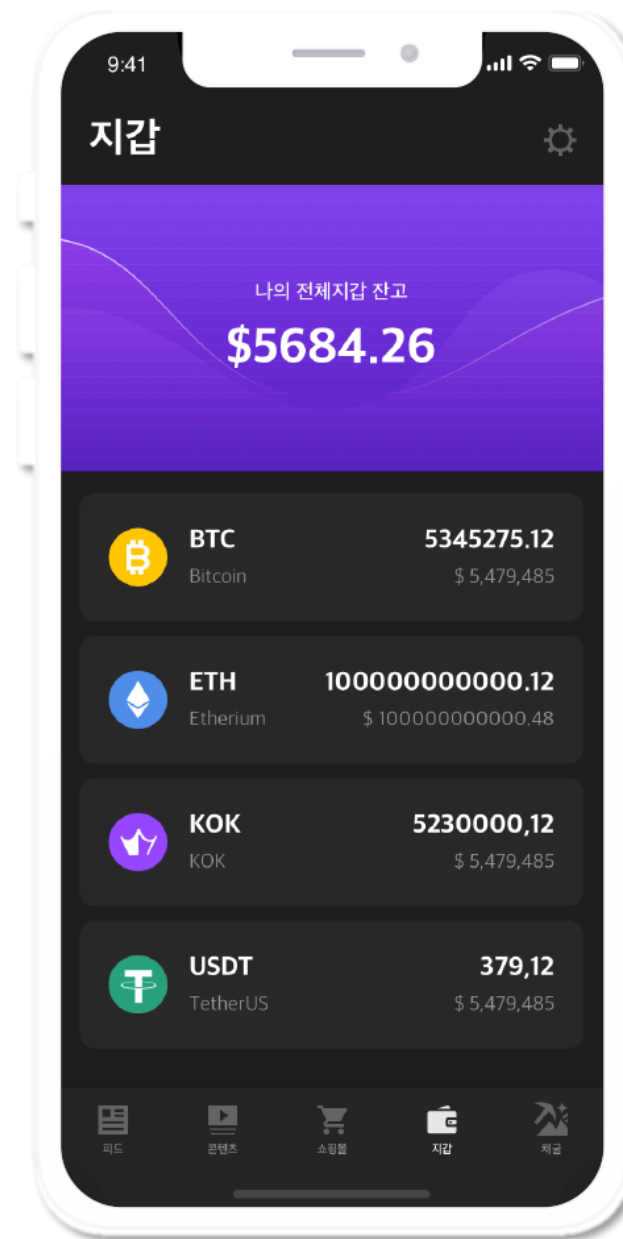 9:41
지갑
나의 전체지갑 잔고
$5684.26
BTC 5345275.12
Bitcoin $ 5,479,485
ETH 100000000000.12
Etherium $ 100000000000.48
KOK 5230000,12
KOK $ 5,479,485
USDT 379,12
TetherUS $ 5,479,485
피드 콘텐츠 쇼핑몰 지갑 채굴